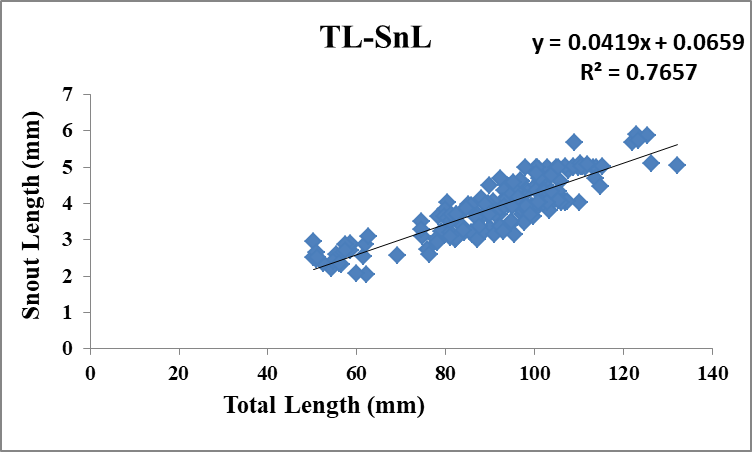 TL-SnL
y = 0.0419x + 0.0659
R² = 0.7657
7
6
5
4
3
2
1
0
Snout Length (mm)
0 20 40 60 80 100 120 140
Total Length (mm)